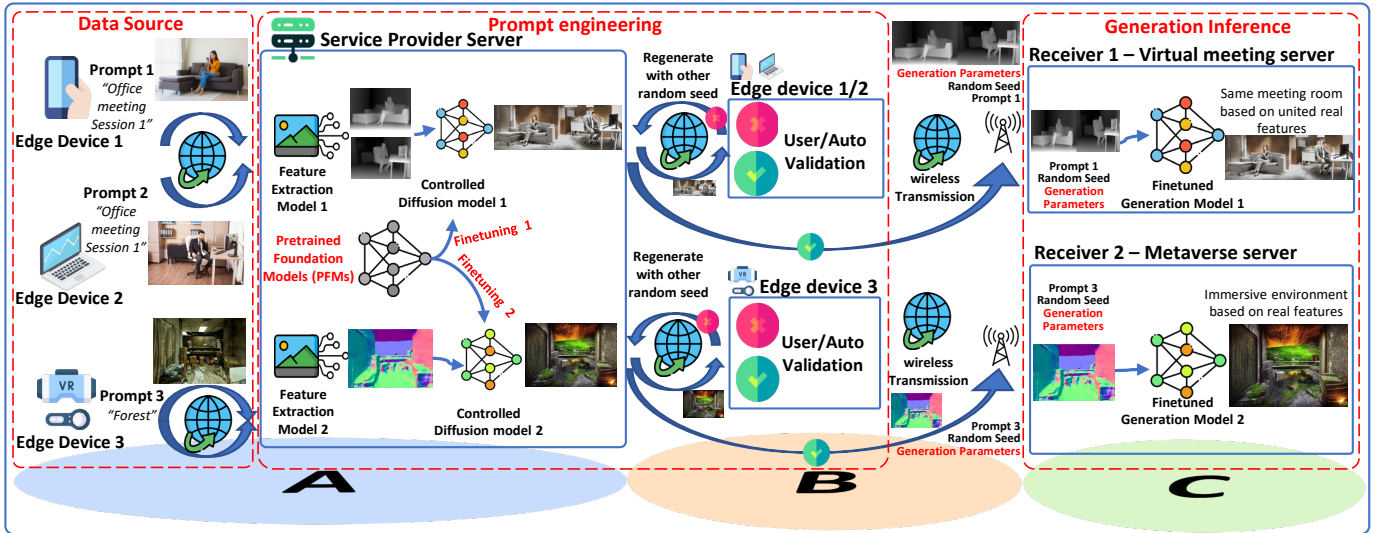 Data Source
Prompt 1
"Office
meeting
Session 1"
Edge Device 1
Prompt 2
"Office
meeting
Session 1"
Edge Device 2
VR
Prompt 3
"Forest"
Edge Device 3
Prompt engineering
Service Provider Server
Feature
Extraction
Model 1
Controlled
Diffusion model 1
Pretrained
Foundation
Models (PFMs)
Finetuning 1
Finetuning 2
Feature
Extraction
Model 2
Controlled
Diffusion model 2
Regenerate
with other
random seed
Edge device 1/2
User/Auto
Validation
Regenerate
with other
random seed
VR
Edge device 3
User/Auto
Validation
Generation Parameters
Random Seed
Prompt 1
wireless
Transmission
wireless
Transmission
Prompt 3
Random Seed
Generation Parameters
Generation Inference
Receiver 1 – Virtual meeting server
Same meeting room
based on united real
features
Prompt 1
Random Seed
Generation
Parameters
Finetuned
Generation Model 1
Receiver 2 – Metaverse server
Prompt 3
Random Seed
Generation
Parameters
Immersive environment
based on real features
Finetuned
Generation Model 2
A
B
C